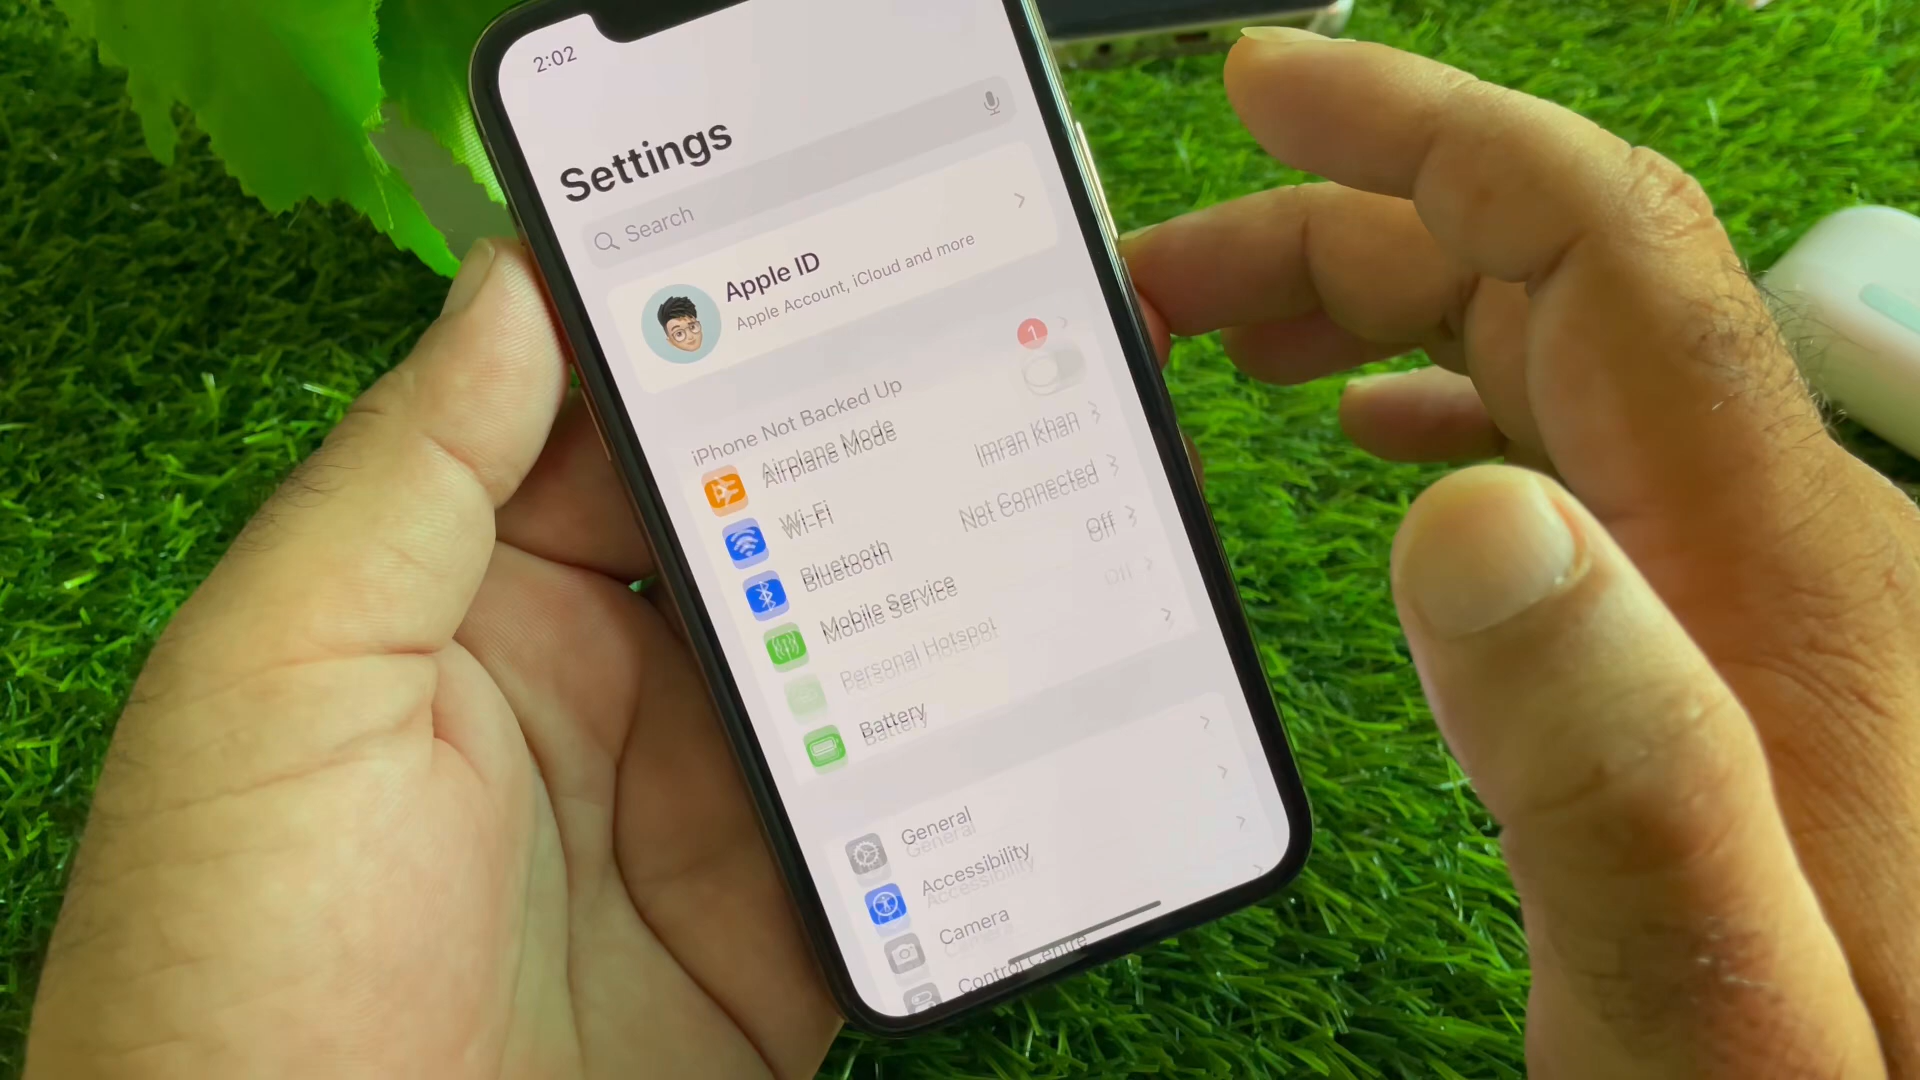 2:02
Settings
Search
Apple ID
Apple Account, iCloud and more
iPhone Not Backed Up
1
Airplane Mode
Wi-Fi Imran Khan
Bluetooth Not Connected
Mobile Service Off
Personal Hotspot Off
Battery
General
Accessibility
Camera
Control Centre